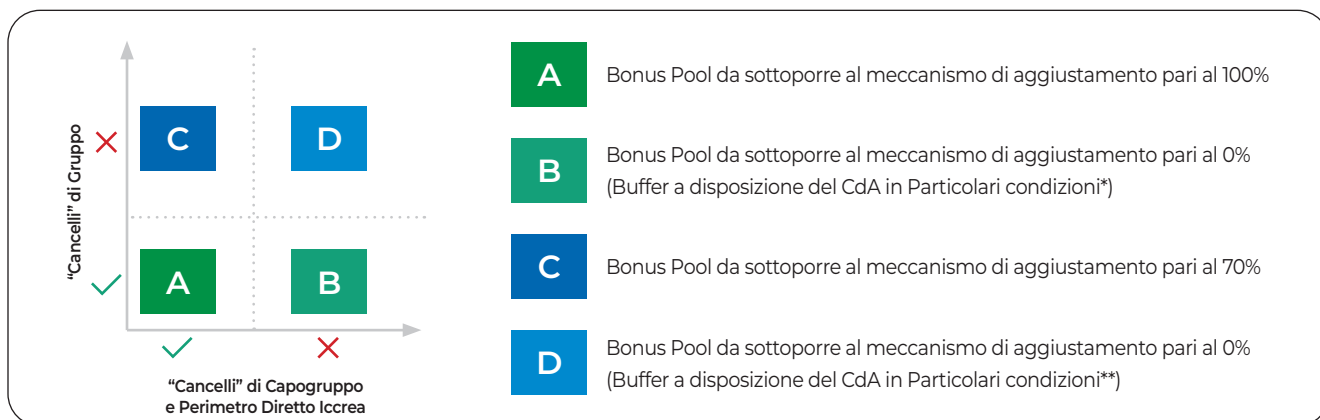 "Cancelli" di Gruppo
C
D
A
B
"Cancelli" di Capogruppo
e Perimetro Diretto Iccrea
A
Bonus Pool da sottoporre al meccanismo di aggiustamento pari al 100%
B
Bonus Pool da sottoporre al meccanismo di aggiustamento pari al 0%
(Buffer a disposizione del CdA in Particolari condizioni*)
C
Bonus Pool da sottoporre al meccanismo di aggiustamento pari al 70%
D
Bonus Pool da sottoporre al meccanismo di aggiustamento pari al 0%
(Buffer a disposizione del CdA in Particolari condizioni**)